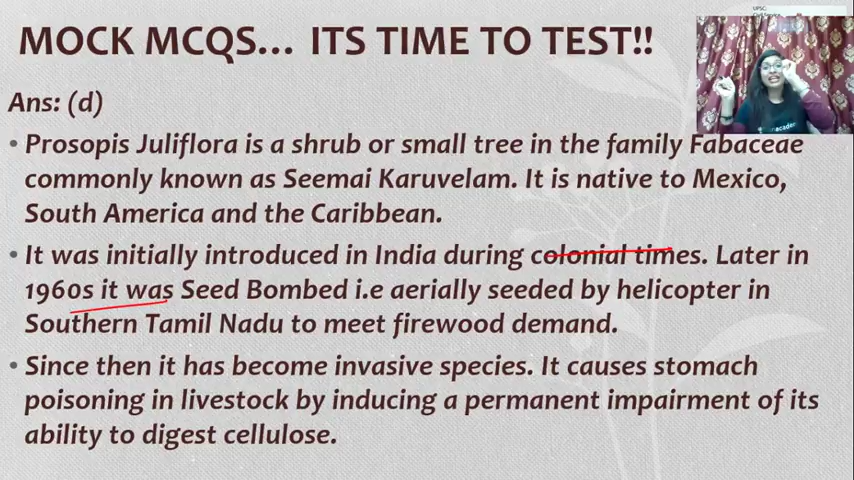 UPSC
MOCK MCQS... ITS TIME TO TEST!!
Ans: (d)
• Prosopis Juliflora is a shrub or small tree in the family Fabaceae
commonly known as Seemai Karuvelam. It is native to Mexico,
South America and the Caribbean.
• It was initially introduced in India during colonial times. Later in
1960s it was Seed Bombed i.e aerially seeded by helicopter in
Southern Tamil Nadu to meet firewood demand.
• Since then it has become invasive species. It causes stomach
poisoning in livestock by inducing a permanent impairment of its
ability to digest cellulose.